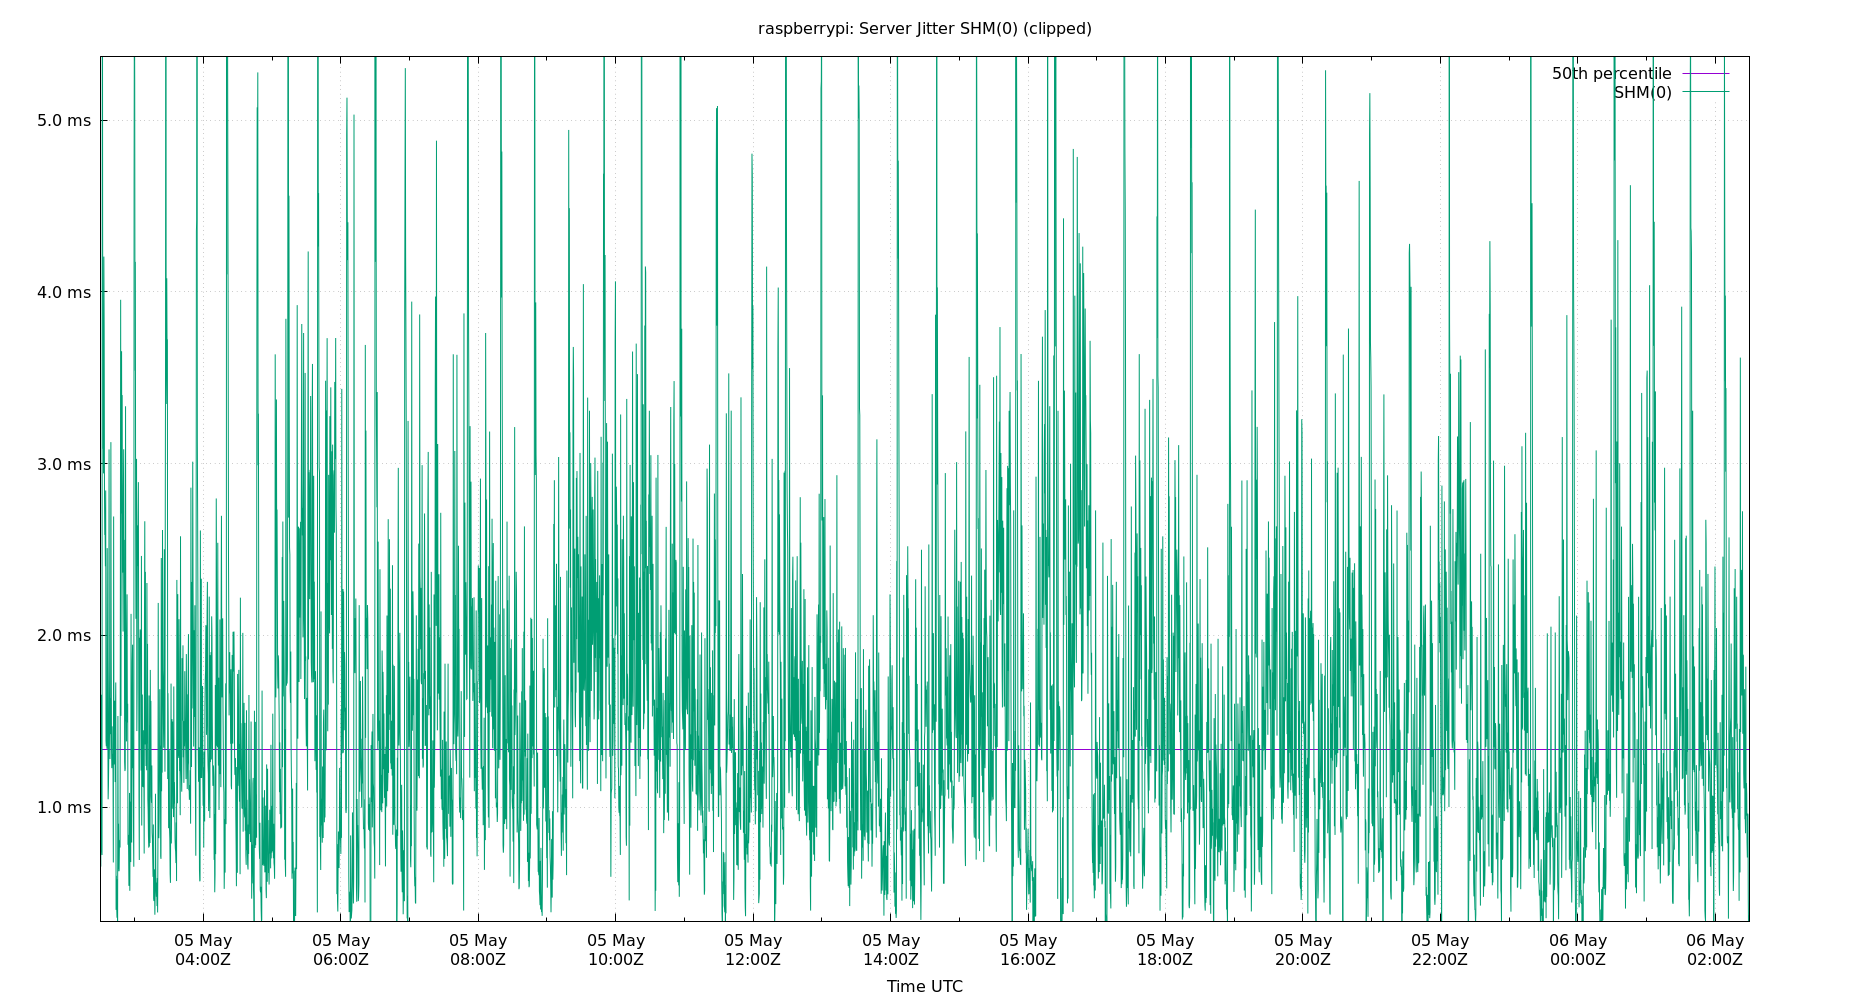 raspberrypi: Server Jitter SHM(0) (clipped)
50th percentile
SHM(0)
5.0 ms
4.0 ms
3.0 ms
2.0 ms
1.0 ms
05 May 05 May 05 May 05 May 05 May 05 May 05 May 05 May 05 May 05 May 06 May 06 May
04:00Z 06:00Z 08:00Z 10:00Z 12:00Z 14:00Z 16:00Z 18:00Z 20:00Z 22:00Z 00:00Z 02:00Z
Time UTC